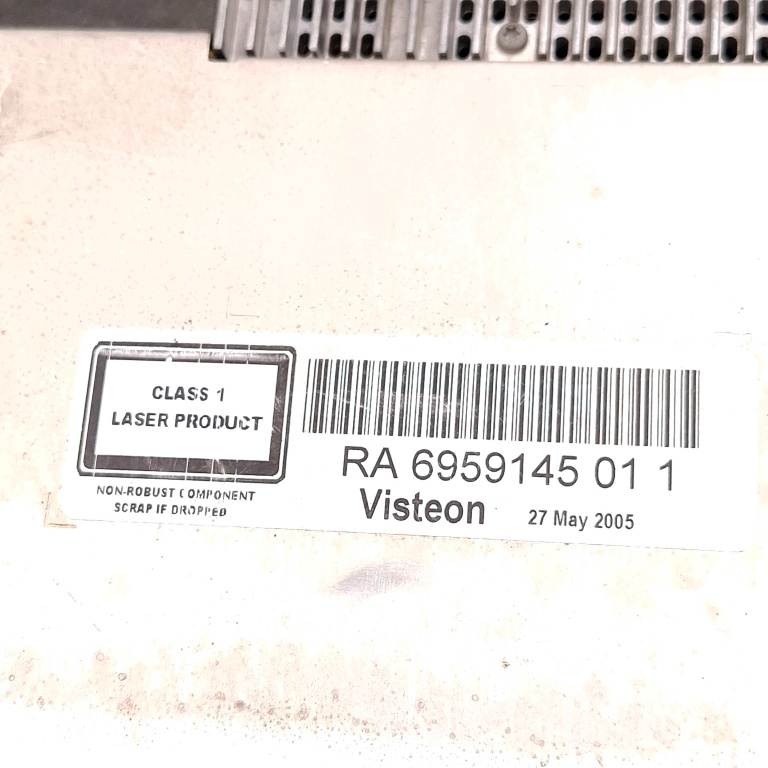 CLASS 1
LASER PRODUCT
NON-ROBUST COMPONENT
SCRAP IF DROPPED
RA 6959145 01 1
Visteon 27 May 2005